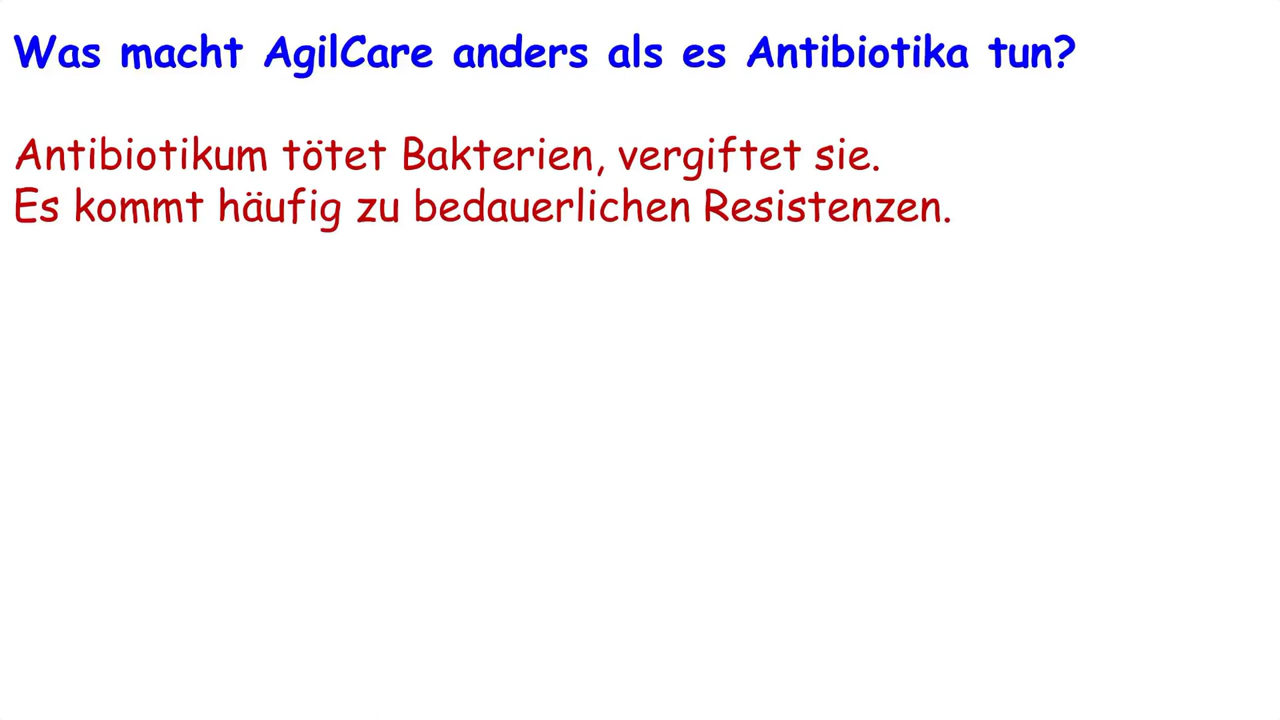 Was macht AgilCare anders als es Antibiotika tun?
Antibiotikum tötet Bakterien, vergiftet sie.
Es kommt häufig zu bedauerlichen Resistenzen.